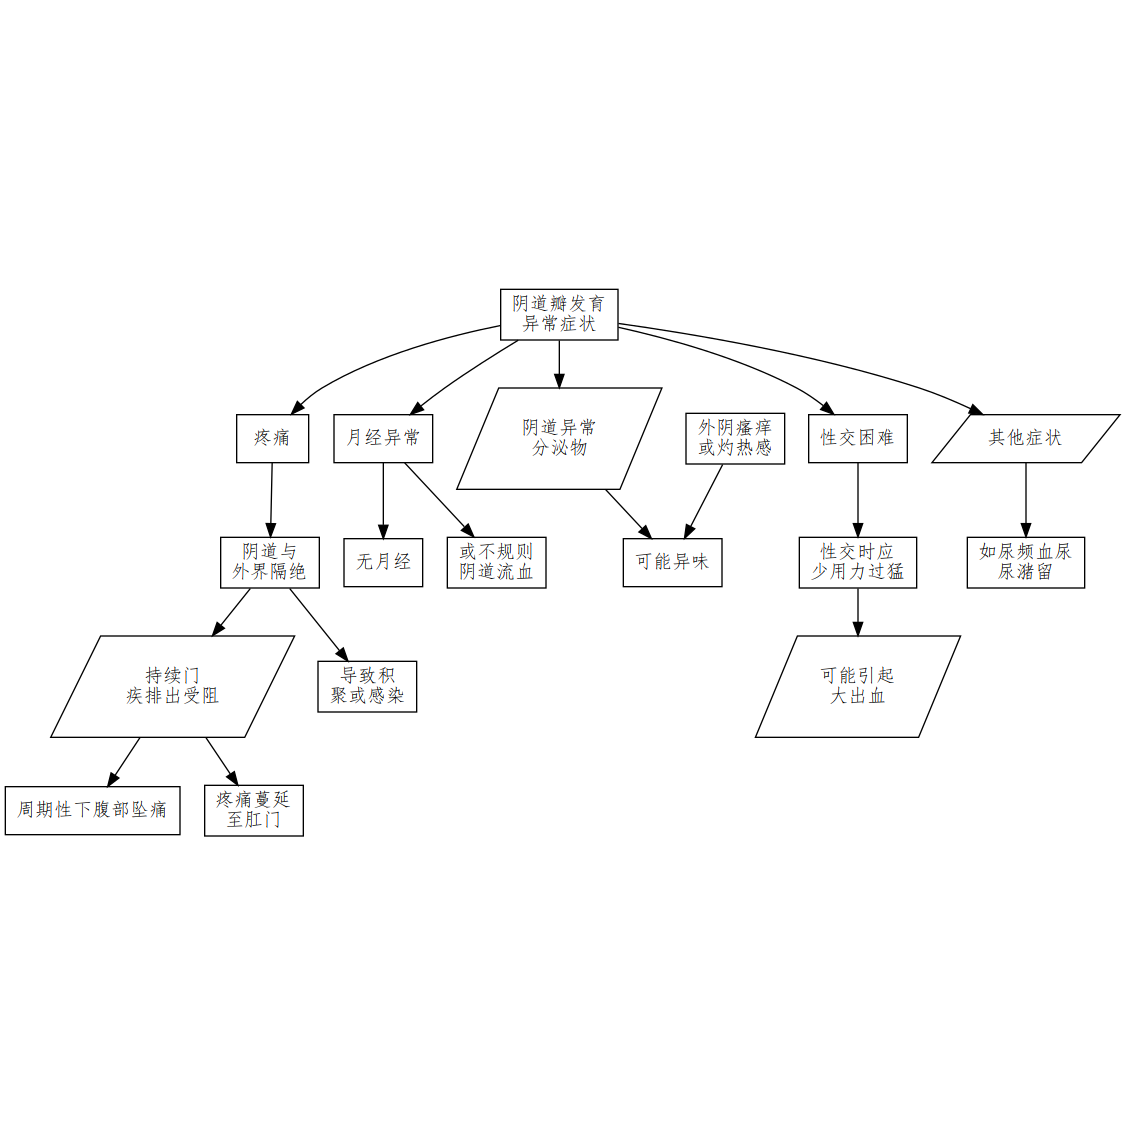 阴道瓣发育
异常症状
疼痛
月经异常
阴道异常
分泌物
外阴瘙痒
或灼热感
性交困难
其他症状
阴道与
外界隔绝
无月经
或不规则
阴道流血
可能异味
性交时应
少用力过猛
如尿频血尿
尿潴留
持续门
疾排出受阻
导致积
聚或感染
可能引起
大出血
周期性下腹部坠痛
疼痛蔓延
至肛门